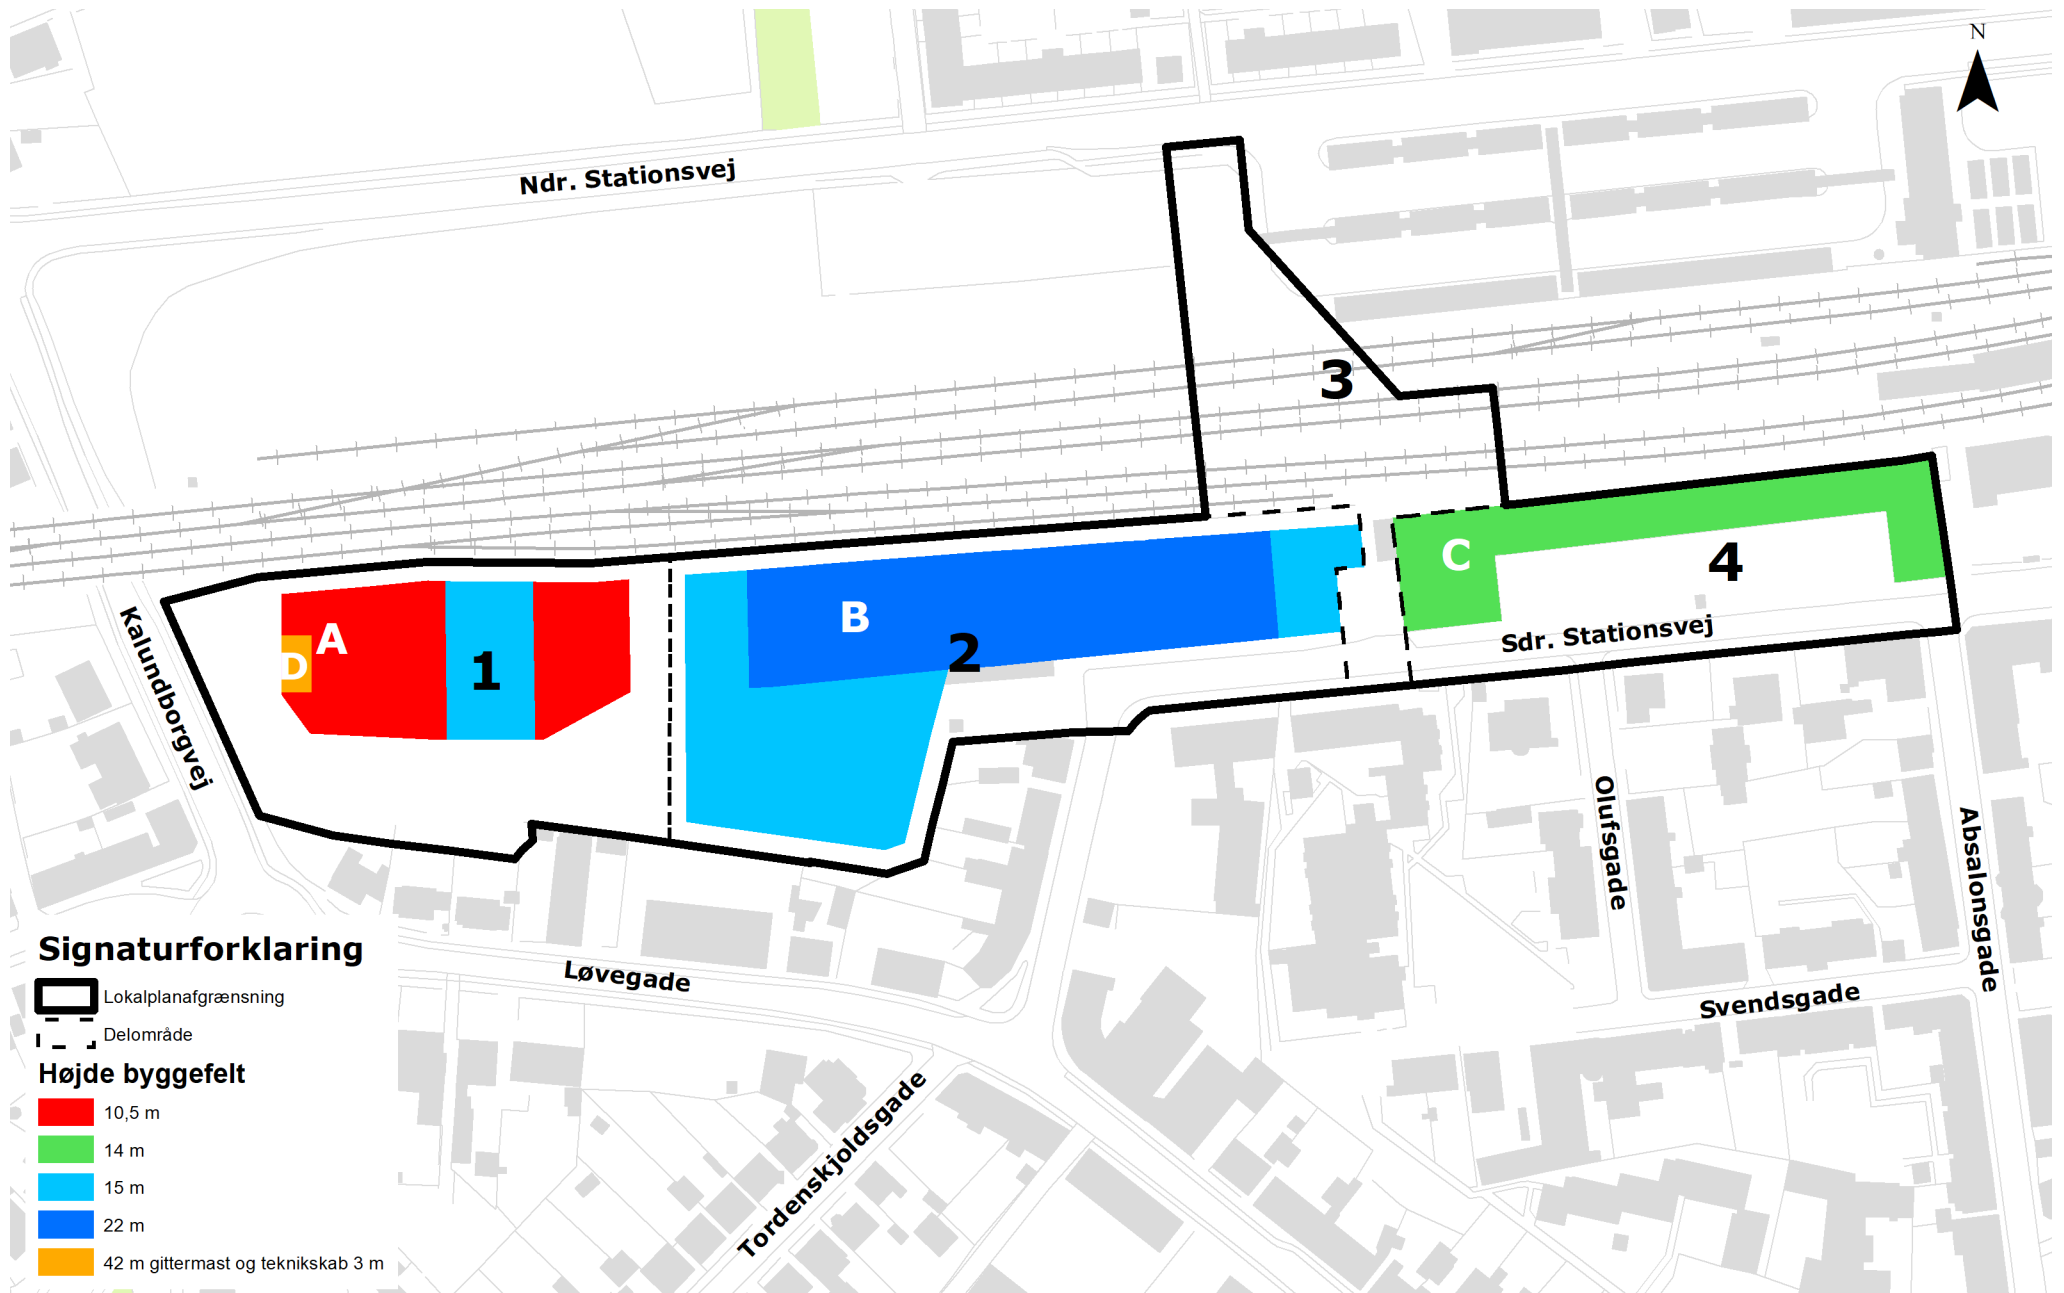 N
Ndr. Stationsvej
3
C
4
B
A
D
1
2
Sdr. Stationsvej
Kalundborgvej
Olufsgade
Absalonsgade
Løvegade
Svendsgade
Tordenskjoldsgade
Signaturforklaring
Lokalplanafgrænsning
Delområde
Højde byggefelt
10,5 m
14 m
15 m
22 m
42 m gittermast og teknikskab 3 m